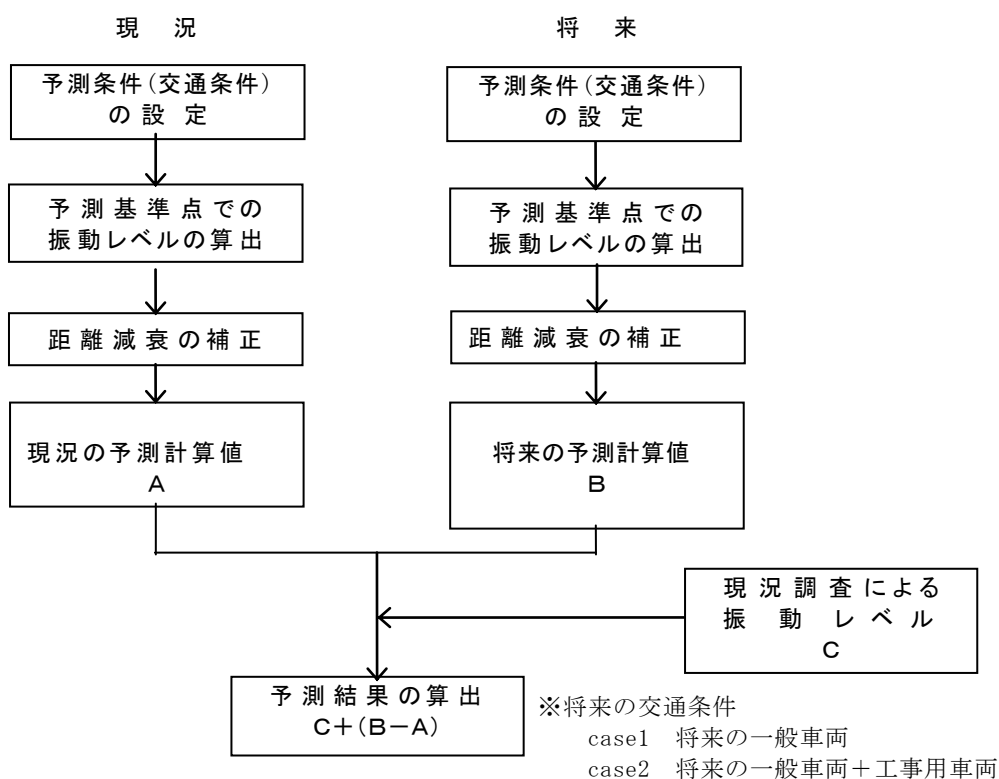 現 況
予測条件(交通条件)
の 設 定
予 測 基 準 点 で の
振 動 レ ベ ル の 算 出
距 離 減 衰 の 補 正
現 況 の 予 測 計 算 値
A
将 来
予測条件(交通条件)
の 設 定
予 測 基 準 点 で の
振 動 レ ベ ル の 算 出
距 離 減 衰 の 補 正
将来の予測計算値
B
現 況 調 査 に よ る
振 動 レ ベ ル
C
予 測 結 果 の 算 出
C+(B-A)
※将来の交通条件
case1 将来の一般車両
case2 将来の一般車両+工事用車両